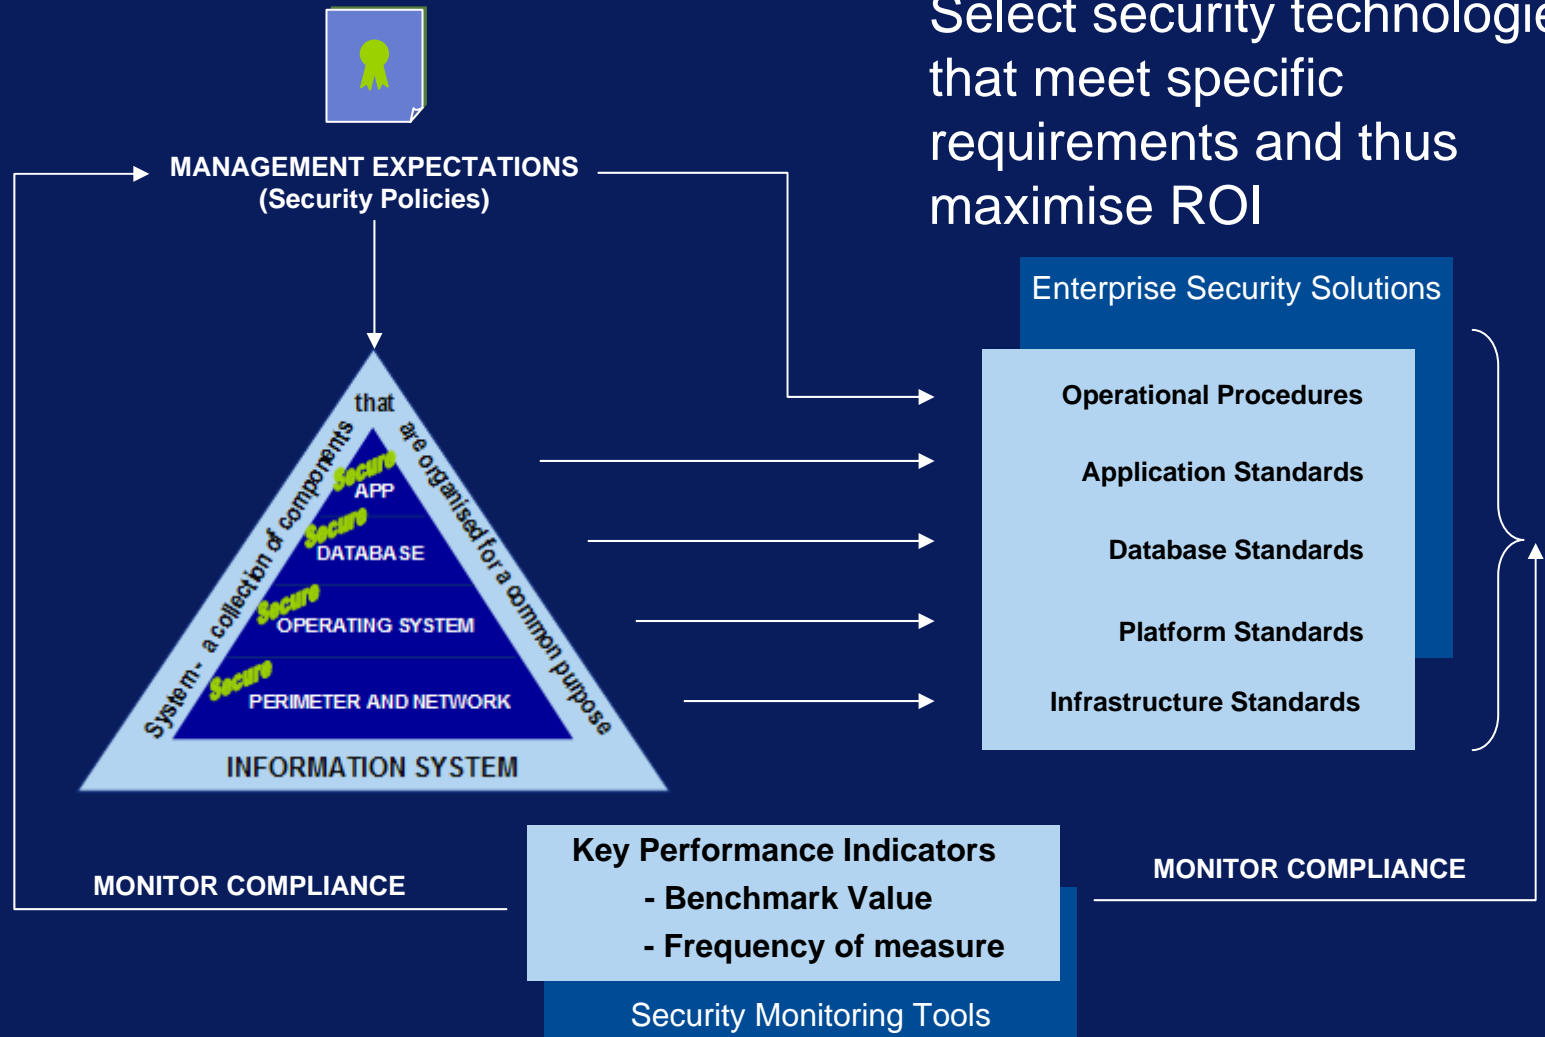 Select security technologie
that meet specific
requirements and thus
maximise ROI
MANAGEMENT EXPECTATIONS
(Security Policies)
Enterprise Security Solutions
Operational Procedures
Application Standards
Database Standards
Platform Standards
Infrastructure Standards
System - a collection of components
that
are organised for a common purpose
Secure
APP
Secure
DATABASE
Secure
OPERATING SYSTEM
Secure
PERIMETER AND NETWORK
INFORMATION SYSTEM
MONITOR COMPLIANCE
Key Performance Indicators
- Benchmark Value
- Frequency of measure
MONITOR COMPLIANCE
Security Monitoring Tools